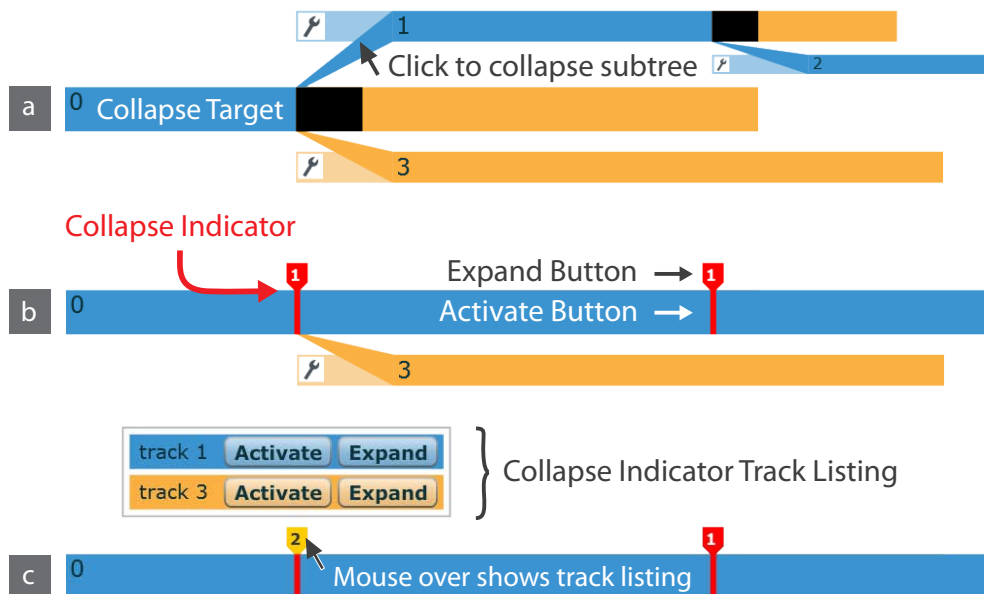 1
Click to collapse subtree
2
a
0
Collapse Target
3
Collapse Indicator
1
Expand Button
1
b
0
Activate Button
3
track 1 Activate Expand
track 3 Activate Expand
Collapse Indicator Track Listing
2
1
c
0
Mouse over shows track listing